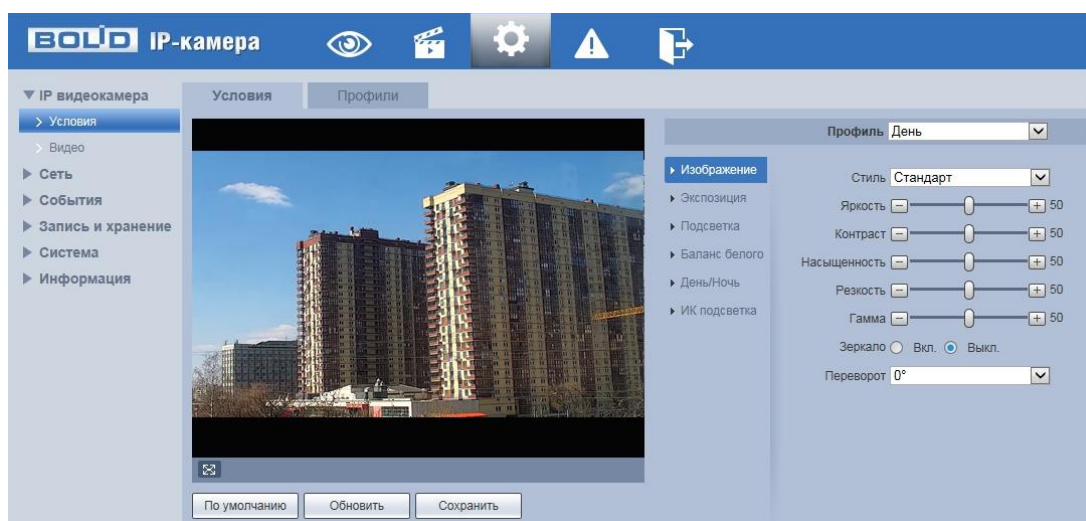 BOLID IP-камера
IP видеокамера
Условия
Видео
Сеть
События
Запись и хранение
Система
Информация
Условия
Профили
По умолчанию
Обновить
Сохранить
Профиль День
Изображение
Экспозиция
Подсветка
Баланс белого
День/Ночь
ИК подсветка
Стиль Стандарт
Яркость 50
Контраст 50
Насыщенность 50
Резкость 50
Гамма 50
Зеркало Вкл. Выкл.
Переворот 0°